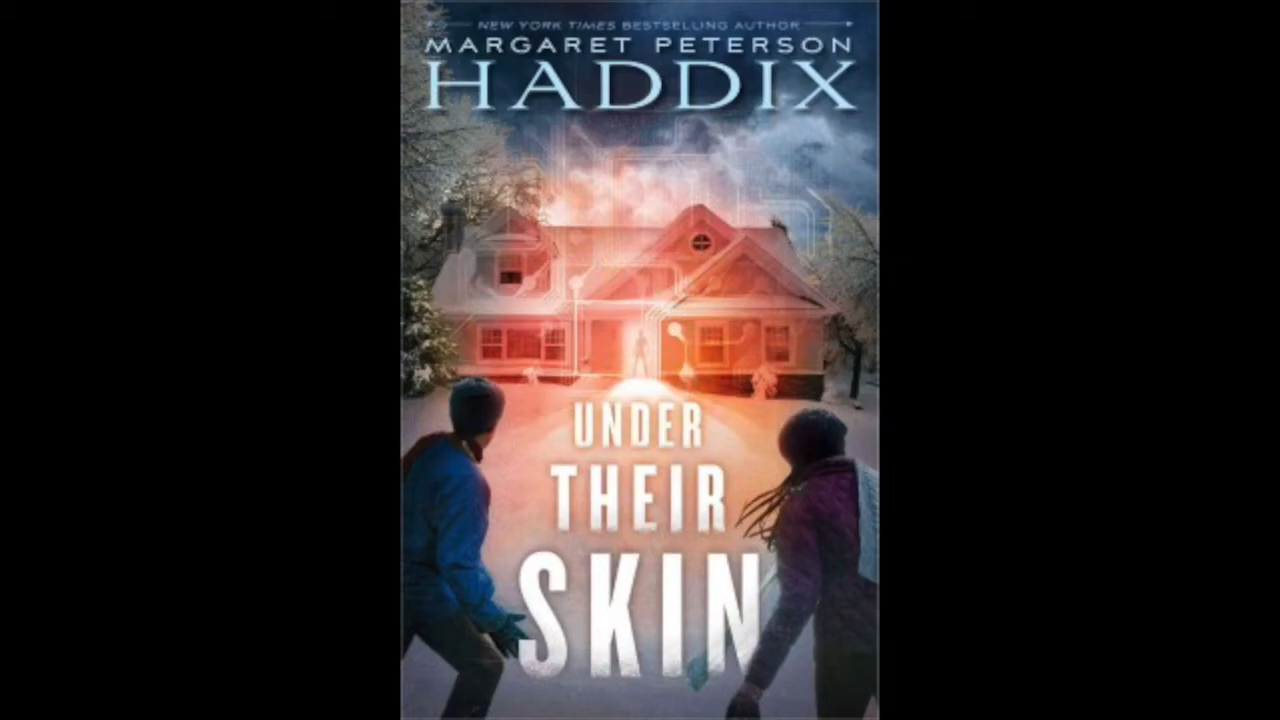 NEW YORK TIMES BESTSELLING AUTHOR
MARGARET PETERSON
HADDIX
UNDER
THEIR
SKIN